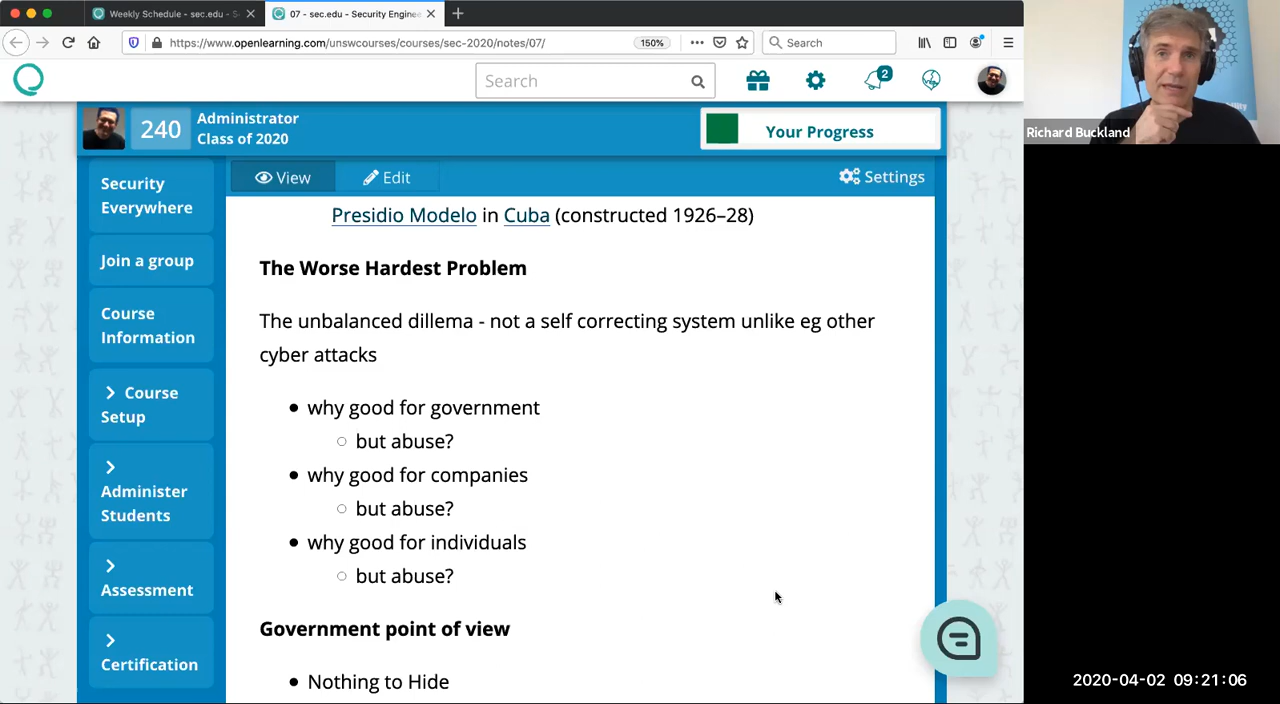 Weekly Schedule - sec.edu - S
07 - sec.edu - Security Engine
https://www.openlearning.com/unswcourses/courses/sec-2020/notes/07/
150%
Search
Search
2
240
Administrator
Class of 2020
Your Progress
Security
Everywhere
Join a group
Course
Information
Course
Setup
Administer
Students
Assessment
Certification
View
Edit
Settings
Presidio Modelo in Cuba (constructed 1926–28)
The Worse Hardest Problem
The unbalanced dillema - not a self correcting system unlike eg other
cyber attacks
• why good for government
○ but abuse?
• why good for companies
○ but abuse?
• why good for individuals
○ but abuse?
Government point of view
• Nothing to Hide
Richard Buckland
2020-04-02 09:21:06